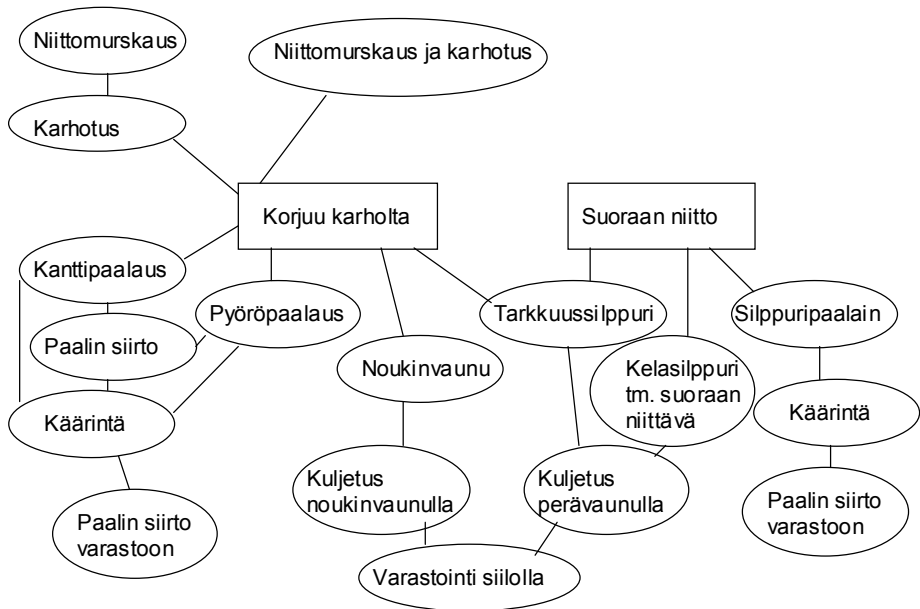 Niittomurskaus
Niittomurskaus ja karhotus
Karhotus
Korjuu karholta
Suoraan niitto
Kanttipaalaus
Pyöröpaalaus
Tarkkuussilppuri
Silppuripaalain
Paalin siirto
Noukinvaunu
Kelasilppuri
tm. suoraan
niittävä
Käärintä
Käärintä
Kuljetus
noukinvaunulla
Kuljetus
perävaunulla
Paalin siirto
varastoon
Paalin siirto
varastoon
Varastointi siilolla